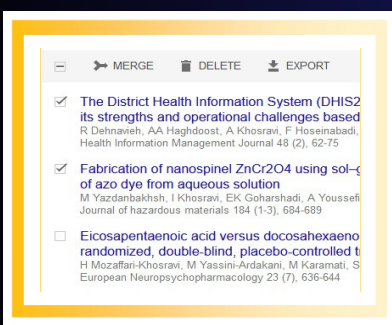 MERGE DELETE EXPORT
The District Health Information System (DHIS2
its strengths and operational challenges based
R Dehnavieh, AA Haghdoost, A Khosravi, F Hoseinabadi,
Health Information Management Journal 48 (2), 62-75
Fabrication of nanospinel ZnCr2O4 using sol–g
of azo dye from aqueous solution
M Yazdanbakhsh, I Khosravi, EK Goharshadi, A Youssefi
Journal of hazardous materials 184 (1-3), 684-689
Eicosapentaenoic acid versus docosahexaeno
randomized, double-blind, placebo-controlled t
H Mozaffari-Khosravi, M Yassini-Ardakani, M Karamati, S
European Neuropsychopharmacology 23 (7), 636-644